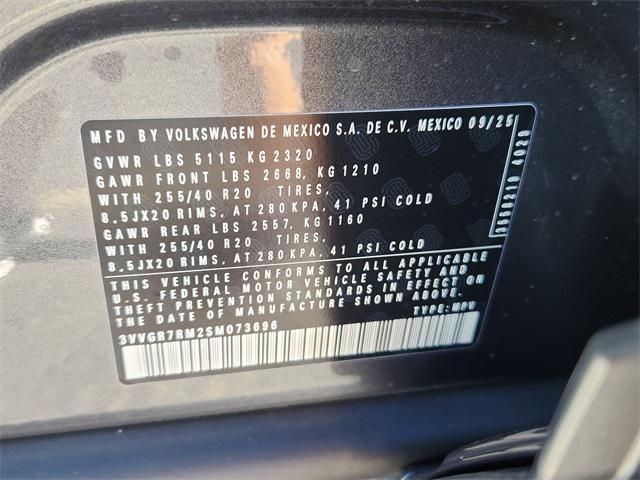 MFD BY VOLKSWAGEN DE MEXICO S.A. DE C.V. MEXICO 09/25
GVWR LBS 5115 KG 2320
GAWR FRONT LBS 2668, KG 1210
WITH 255/40 R20 TIRES,
8.5JX20 RIMS, AT 280 KPA, 41 PSI COLD
GAWR REAR LBS 2557, KG 1160
WITH 255/40 R20 TIRES,
8.5JX20 RIMS, AT 280 KPA, 41 PSI COLD
THIS VEHICLE CONFORMS TO ALL APPLICABLE
U.S. FEDERAL MOTOR VEHICLE SAFETY AND
THEFT PREVENTION STANDARDS IN EFFECT ON
THE DATE OF MANUFACTURE SHOWN ABOVE.
3VVGR7RM2SM073696 TYPE: MPV
3558219 4029